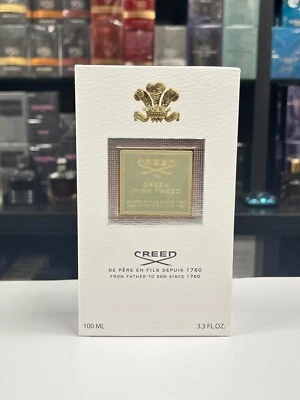 CREED
GREEN
IRISH TWEED
CREED
DE PÈRE EN FILS DEPUIS 1760
FROM FATHER TO SON SINCE 1760
100 ML
3.3 FL.OZ.